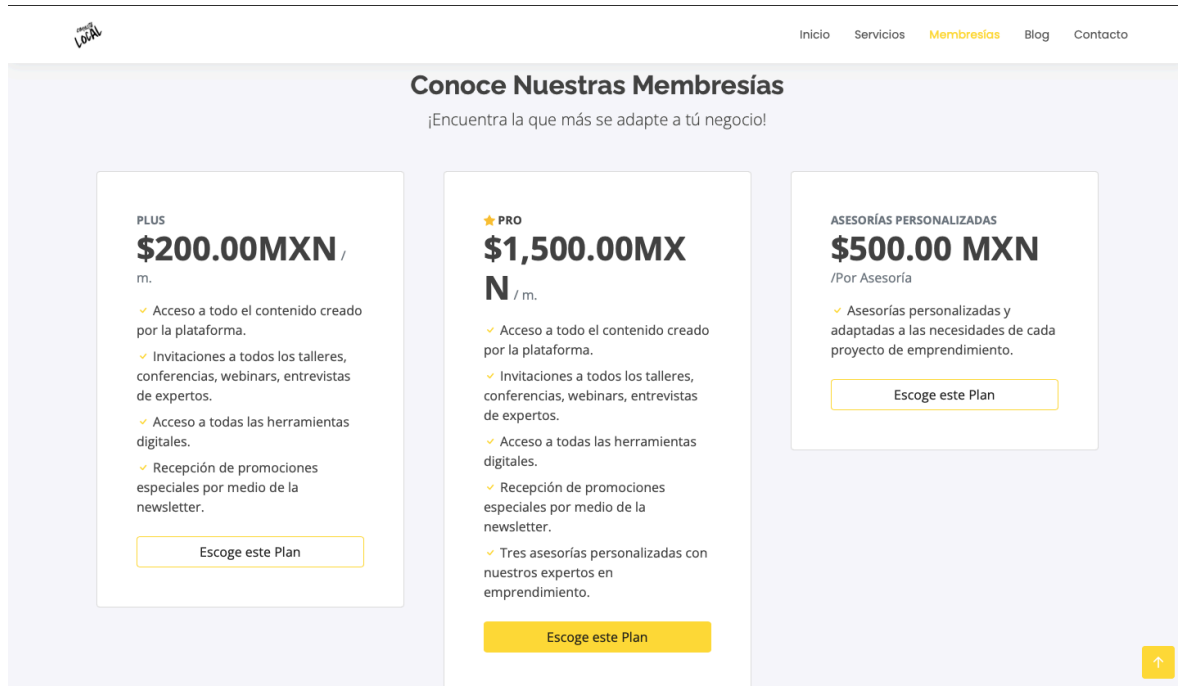 LOCAL
Inicio Servicios Membresías Blog Contacto
Conoce Nuestras Membresías
¡Encuentra la que más se adapte a tú negocio!
PLUS
$200.00MXN /
m.
Acceso a todo el contenido creado
por la plataforma.
Invitaciones a todos los talleres,
conferencias, webinars, entrevistas
de expertos.
Acceso a todas las herramientas
digitales.
Recepción de promociones
especiales por medio de la
newsletter.
Escoge este Plan
PRO
$1,500.00MX
N / m.
Acceso a todo el contenido creado
por la plataforma.
Invitaciones a todos los talleres,
conferencias, webinars, entrevistas
de expertos.
Acceso a todas las herramientas
digitales.
Recepción de promociones
especiales por medio de la
newsletter.
Tres asesorías personalizadas con
nuestros expertos en
emprendimiento.
Escoge este Plan
ASESORÍAS PERSONALIZADAS
$500.00 MXN
/Por Asesoría
Asesorías personalizadas y
adaptadas a las necesidades de cada
proyecto de emprendimiento.
Escoge este Plan